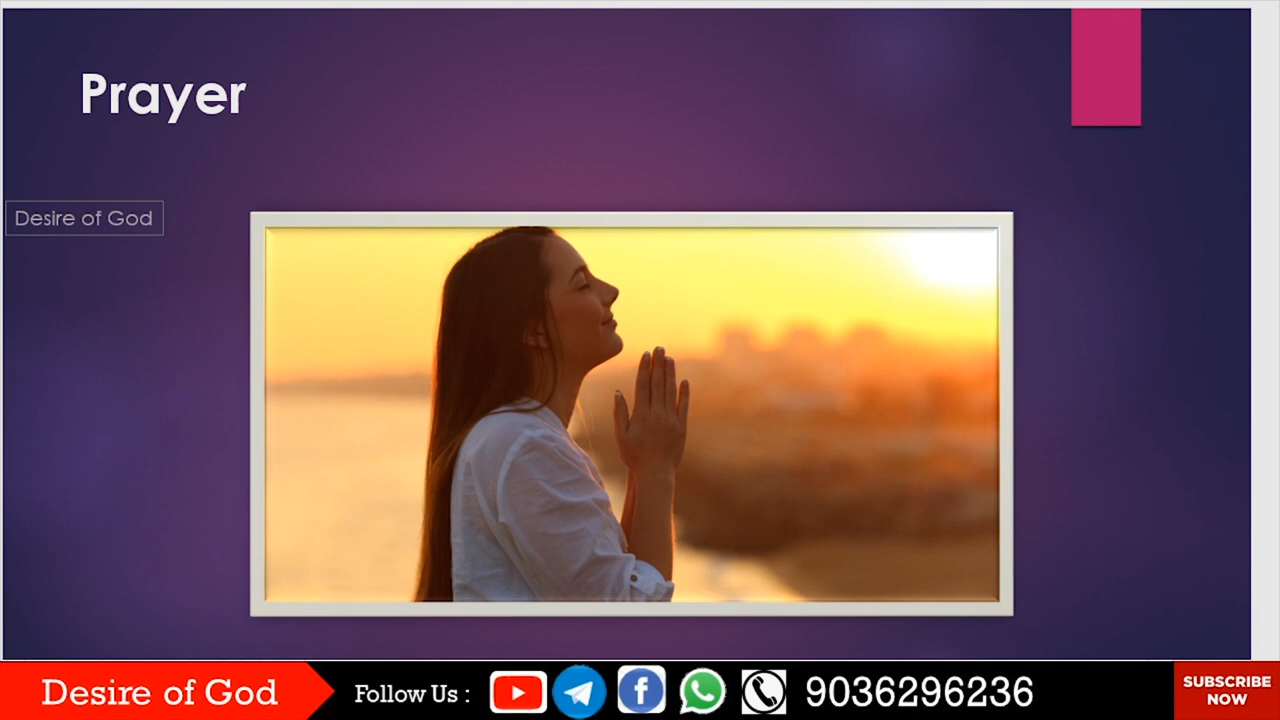 Prayer
Desire of God
Desire of God
Follow Us :
9036296236
SUBSCRIBE
NOW